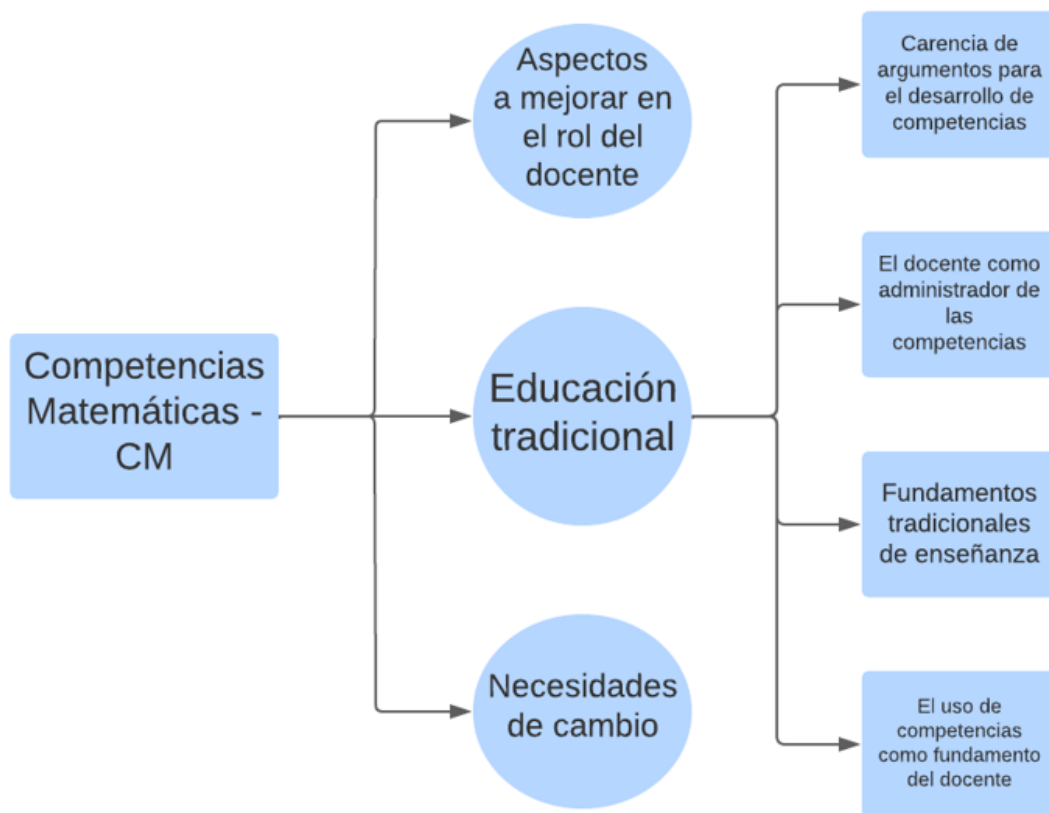 Competencias
Matemáticas -
CM
Aspectos
a mejorar en
el rol del
docente
Educación
tradicional
Necesidades
de cambio
Carencia de
argumentos para
el desarrollo de
competencias
El docente como
administrador de
las
competencias
Fundamentos
tradicionales
de enseñanza
El uso de
competencias
como fundamento
del docente